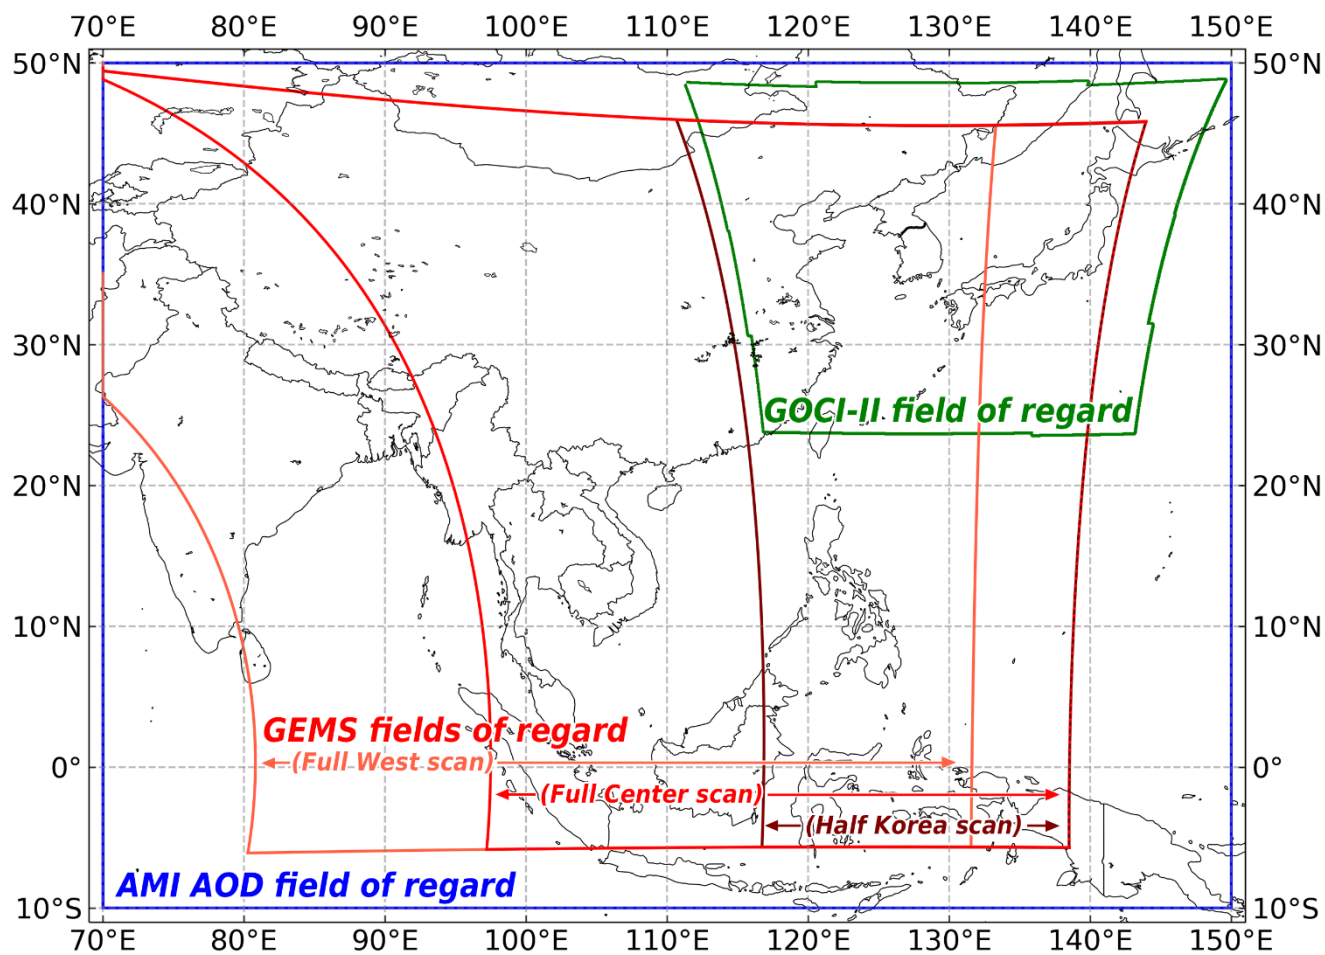 70°E 80°E 90°E 100°E 110°E 120°E 130°E 140°E 150°E
50°N 50°N
40°N 40°N
30°N 30°N
GOCI-II field of regard
20°N 20°N
10°N 10°N
GEMS fields of regard
0° (Full West scan) 0°
(Full Center scan)
(Half Korea scan)
AMI AOD field of regard
10°S 10°S
70°E 80°E 90°E 100°E 110°E 120°E 130°E 140°E 150°E